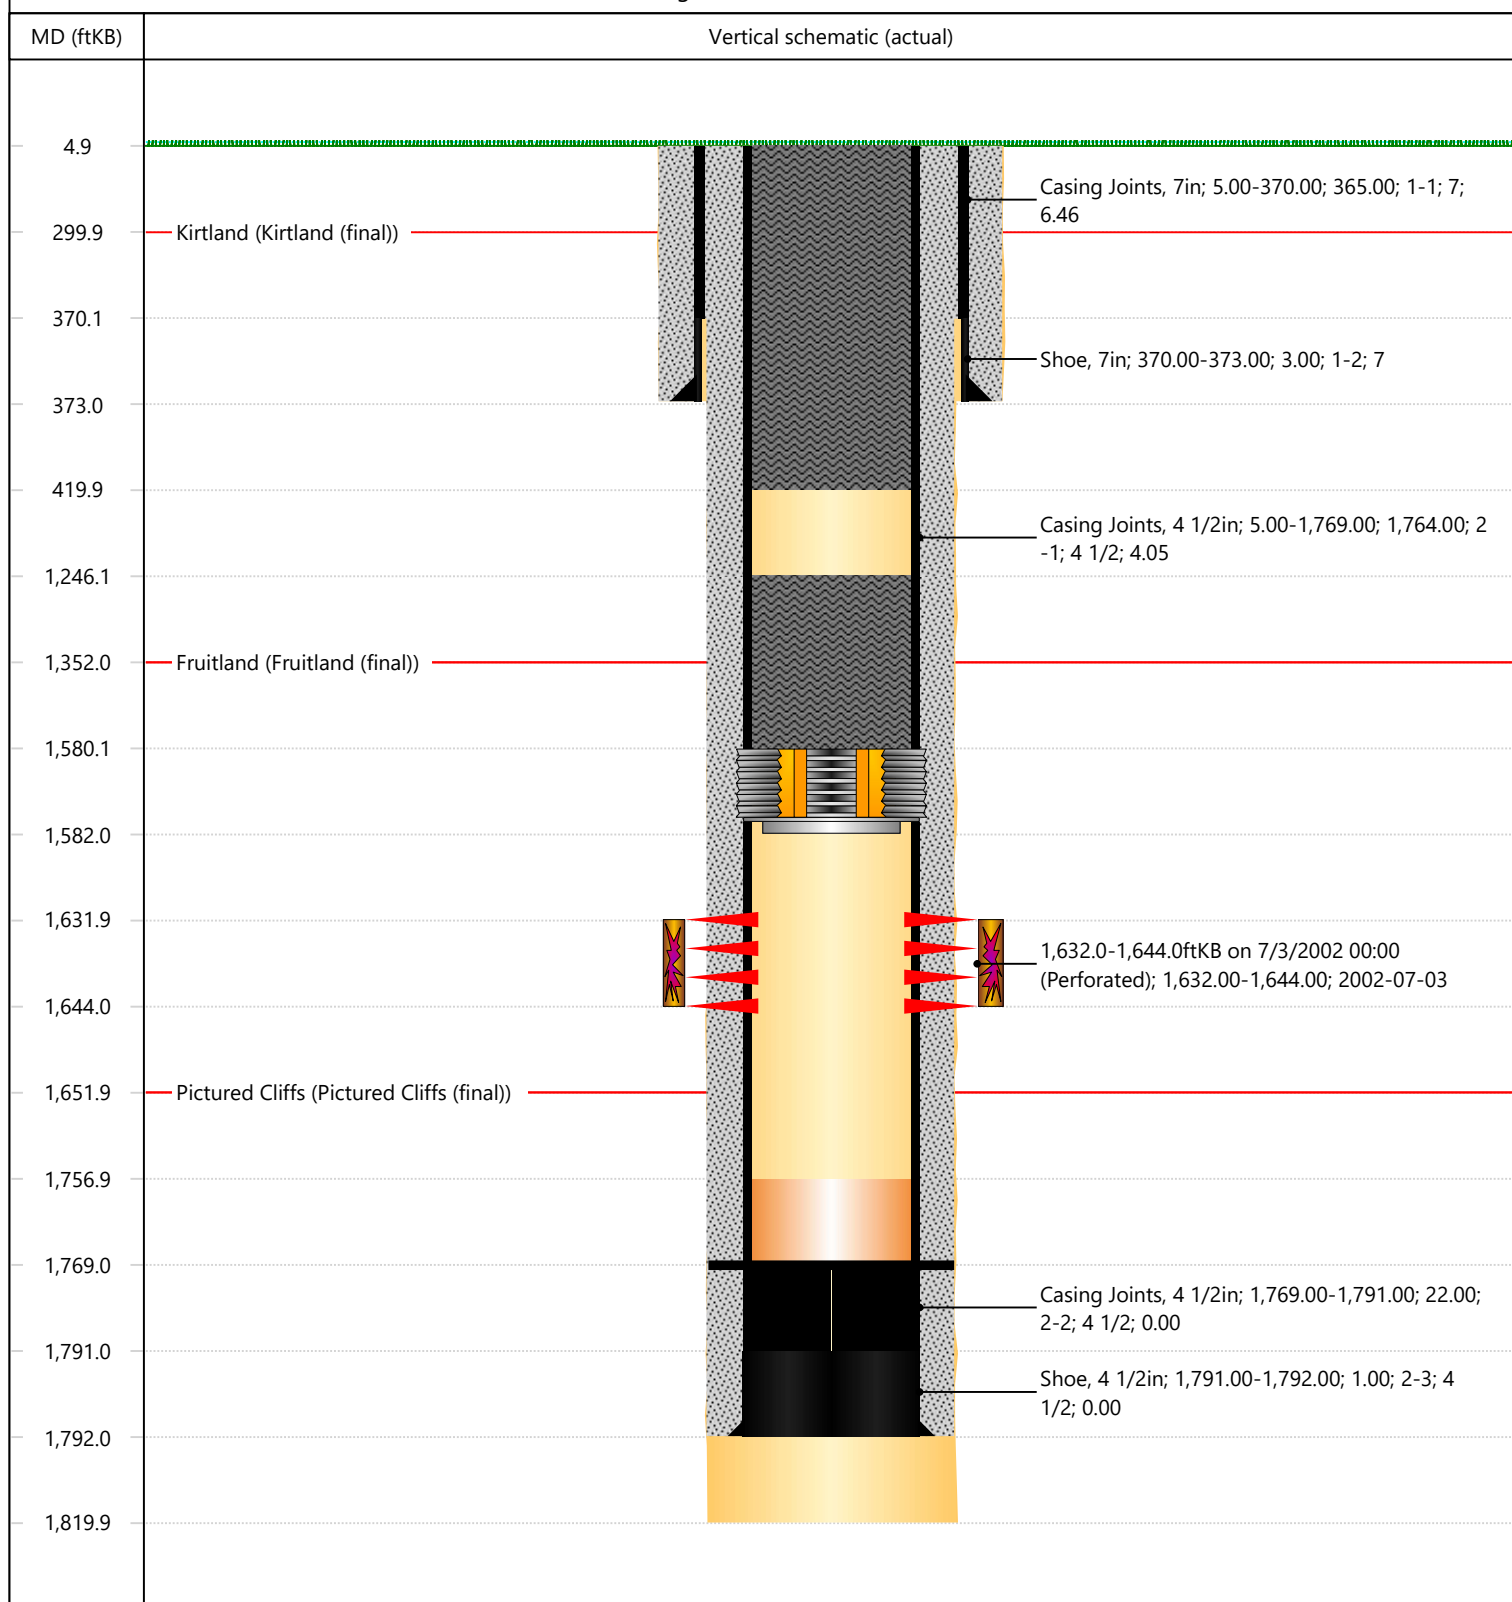 MD (ftKB)
Vertical schematic (actual)
4.9
Casing Joints, 7in; 5.00-370.00; 365.00; 1-1; 7;
6.46
299.9
Kirtland (Kirtland (final))
370.1
Shoe, 7in; 370.00-373.00; 3.00; 1-2; 7
373.0
419.9
Casing Joints, 4 1/2in; 5.00-1,769.00; 1,764.00; 2
-1; 4 1/2; 4.05
1,246.1
1,352.0
Fruitland (Fruitland (final))
1,580.1
1,582.0
1,631.9
1,632.0-1,644.0ftKB on 7/3/2002 00:00
(Perforated); 1,632.00-1,644.00; 2002-07-03
1,644.0
1,651.9
Pictured Cliffs (Pictured Cliffs (final))
1,756.9
1,769.0
Casing Joints, 4 1/2in; 1,769.00-1,791.00; 22.00;
2-2; 4 1/2; 0.00
1,791.0
Shoe, 4 1/2in; 1,791.00-1,792.00; 1.00; 2-3; 4
1/2; 0.00
1,792.0
1,819.9